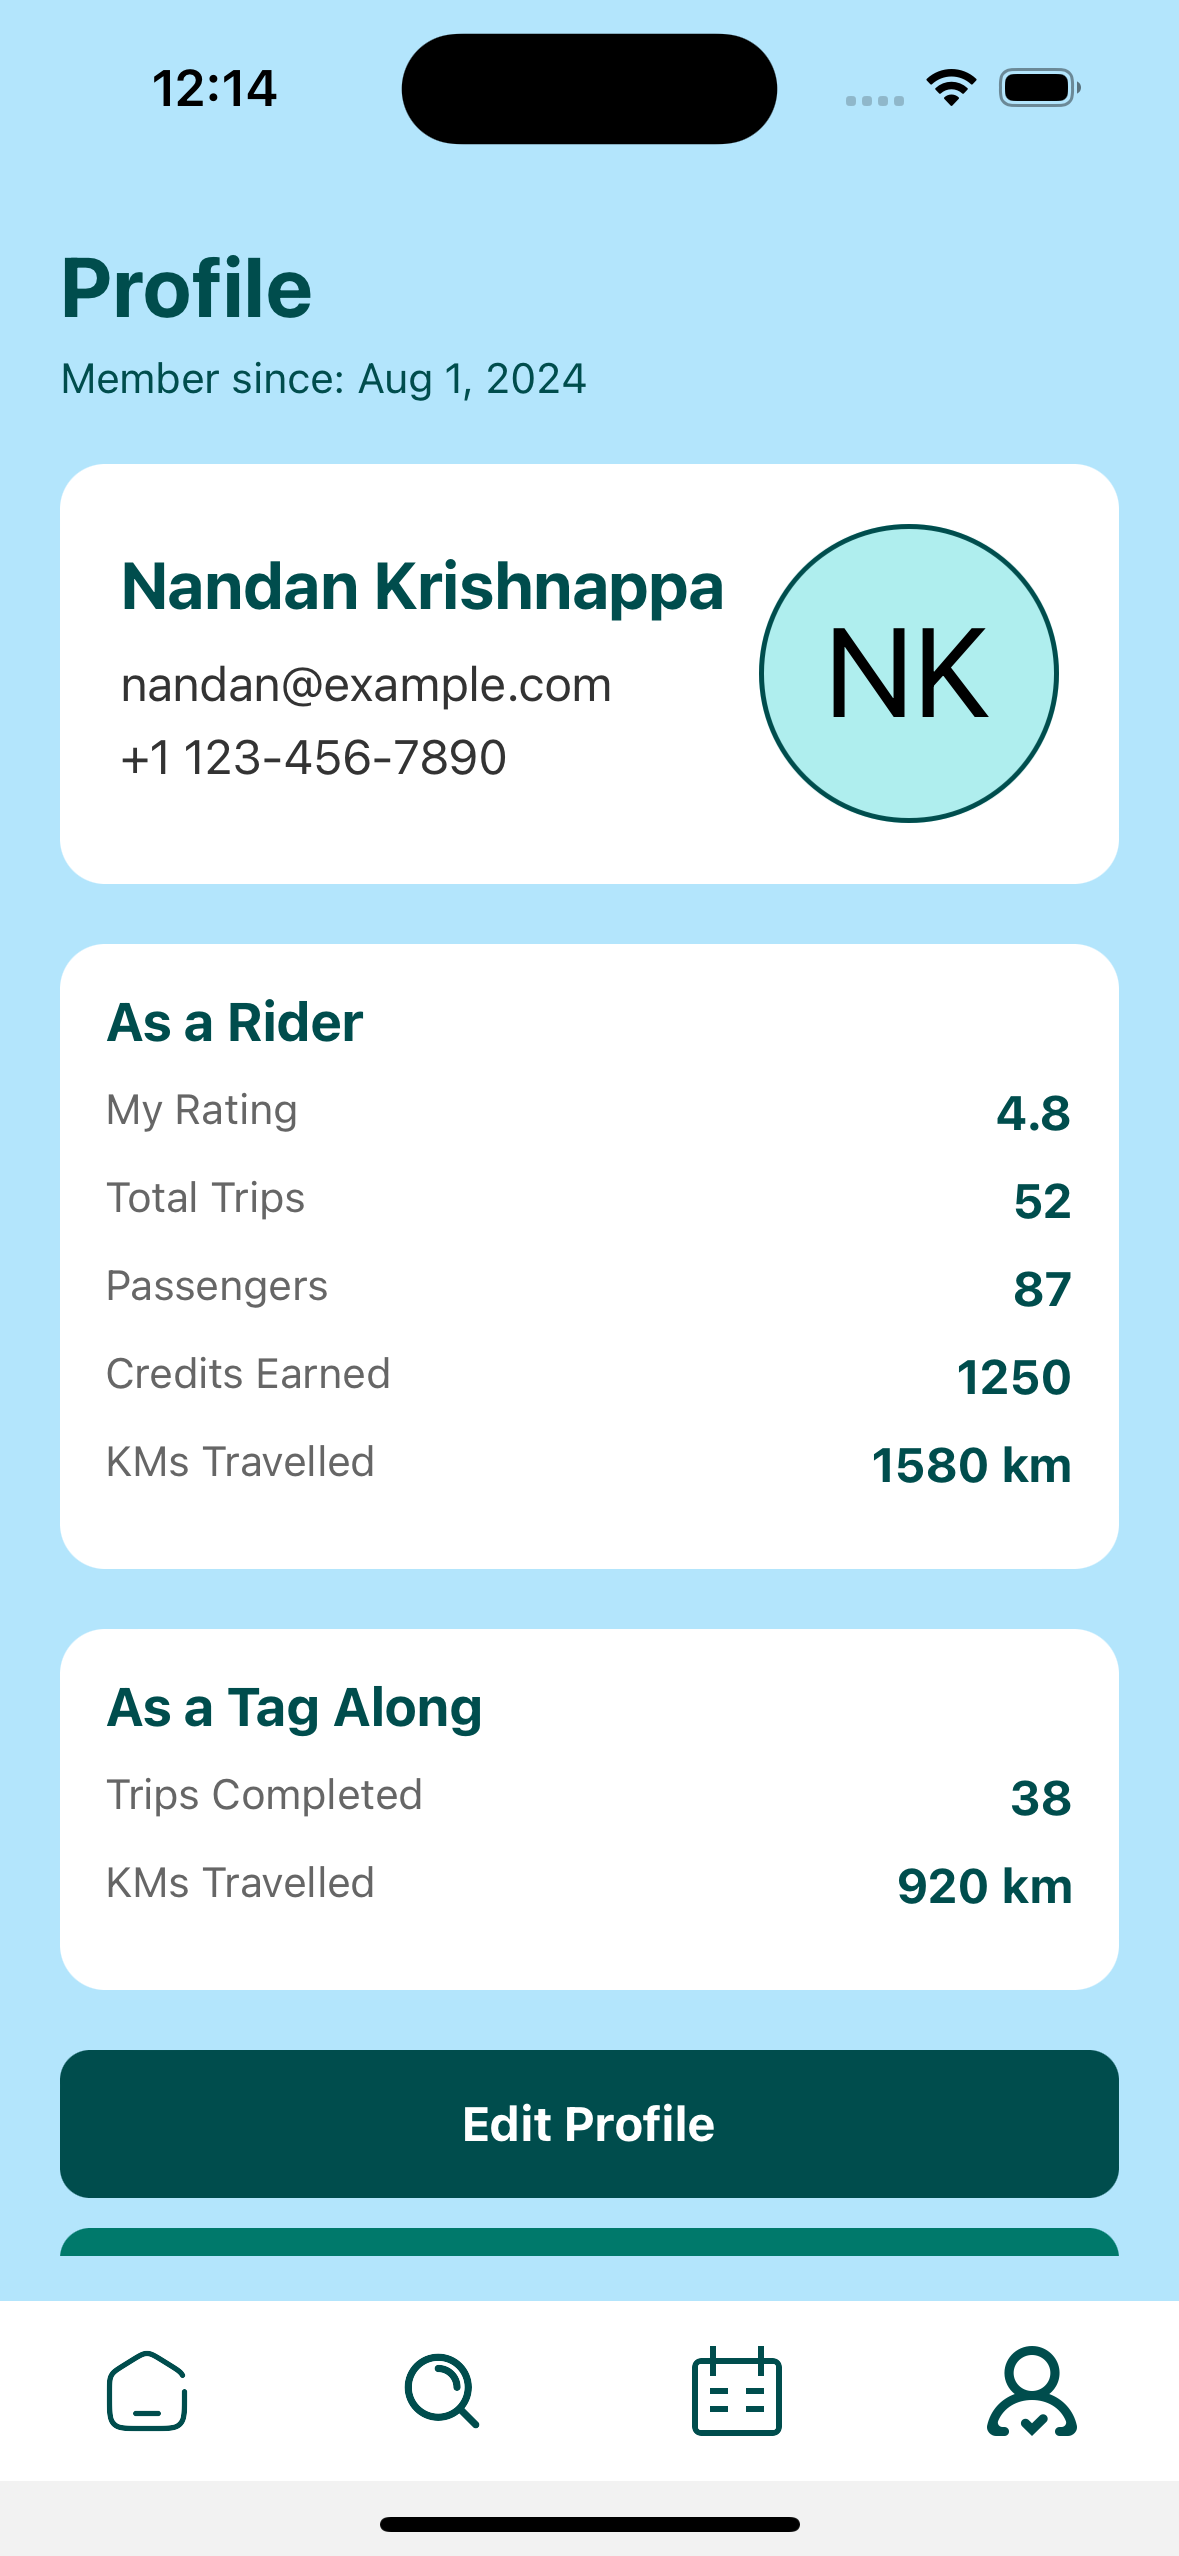 12:14
Profile
Member since: Aug 1, 2024
Nandan Krishnappa
nandan@example.com
+1 123-456-7890
NK
As a Rider
My Rating 4.8
Total Trips 52
Passengers 87
Credits Earned 1250
KMs Travelled 1580 km
As a Tag Along
Trips Completed 38
KMs Travelled 920 km
Edit Profile